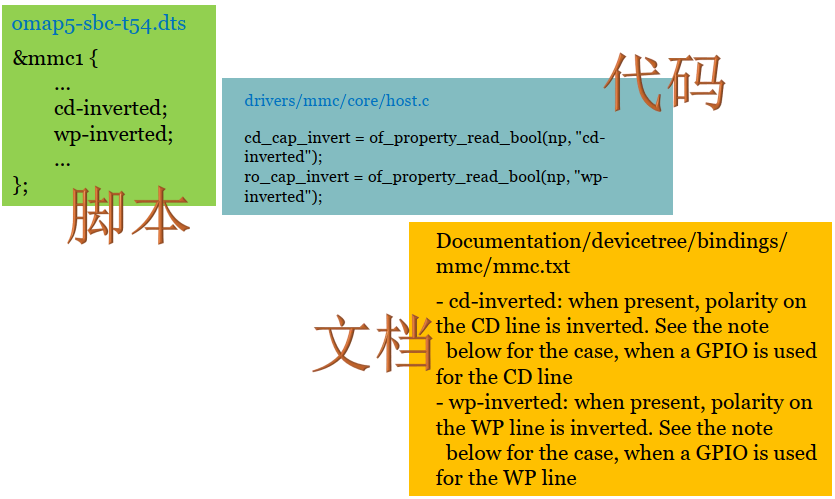 omap5-sbc-t54.dts
&mmc1 {
...
cd-inverted;
wp-inverted;
...
};
脚本
代码
drivers/mmc/core/host.c
cd_cap_invert = of_property_read_bool(np, "cd-
inverted");
ro_cap_invert = of_property_read_bool(np, "wp-
inverted");
文档
Documentation/devicetree/bindings/
mmc/mmc.txt
- cd-inverted: when present, polarity on
the CD line is inverted. See the note
below for the case, when a GPIO is used
for the CD line
- wp-inverted: when present, polarity on
the WP line is inverted. See the note
below for the case, when a GPIO is used
for the WP line